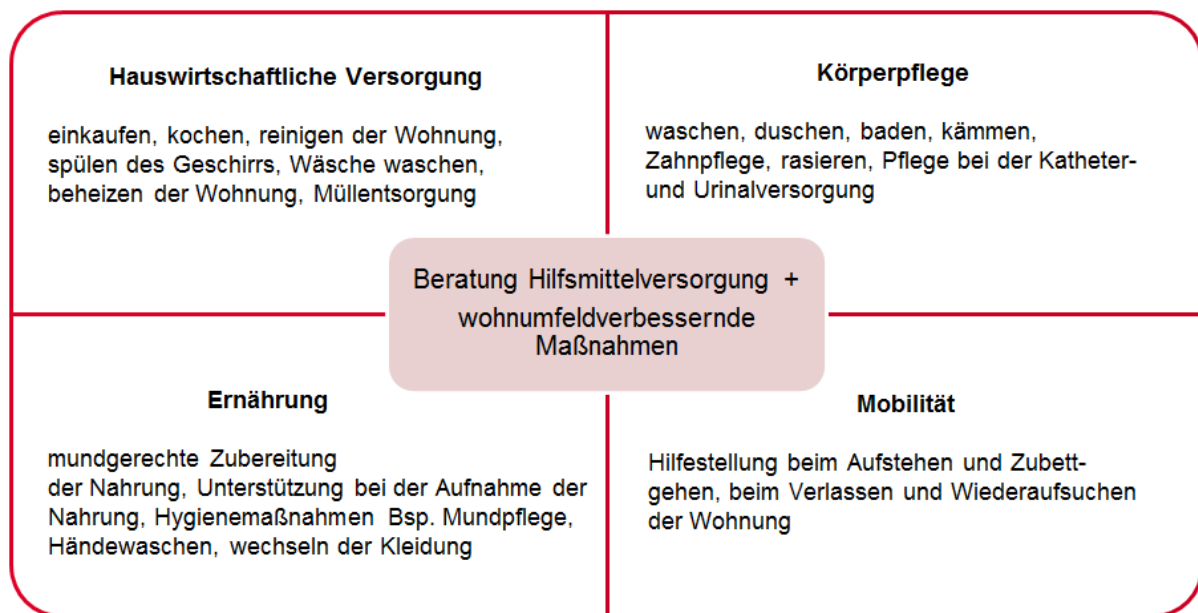 Hauswirtschaftliche Versorgung
einkaufen, kochen, reinigen der Wohnung,
spülen des Geschirrs, Wäsche waschen,
beheizen der Wohnung, Müllentsorgung
Körperpflege
waschen, duschen, baden, kämmen,
Zahnpflege, rasieren, Pflege bei der Katheter-
und Urinalversorgung
Beratung Hilfsmittelversorgung +
wohnumfeldverbessernde
Maßnahmen
Ernährung
mundgerechte Zubereitung
der Nahrung, Unterstützung bei der Aufnahme der
Nahrung, Hygienemaßnahmen Bsp. Mundpflege,
Händewaschen, wechseln der Kleidung
Mobilität
Hilfestellung beim Aufstehen und Zubett-
gehen, beim Verlassen und Wiederaufsuchen
der Wohnung